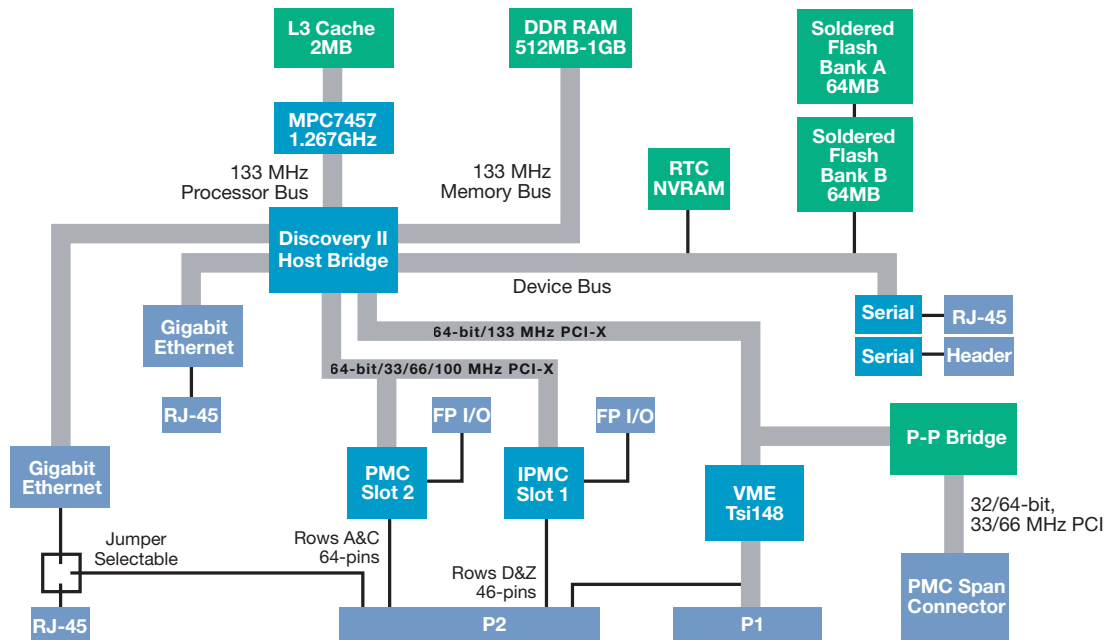 L3 Cache
2MB
DDR RAM
512MB-1GB
Soldered
Flash
Bank A
64MB
MPC7457
1.267GHz
Soldered
Flash
Bank B
64MB
133 MHz
Processor Bus
133 MHz
Memory Bus
RTC
NVRAM
Discovery II
Host Bridge
Device Bus
Gigabit
Ethernet
Serial
RJ-45
Serial
Header
64-bit/133 MHz PCI-X
64-bit/33/66/100 MHz PCI-X
RJ-45
FP I/O
FP I/O
P-P Bridge
Gigabit
Ethernet
PMC
Slot 2
IPMC
Slot 1
VME
Tsi148
32/64-bit,
33/66 MHz PCI
Jumper
Selectable
Rows A&C
64-pins
Rows D&Z
46-pins
PMC Span
Connector
RJ-45
P2
P1